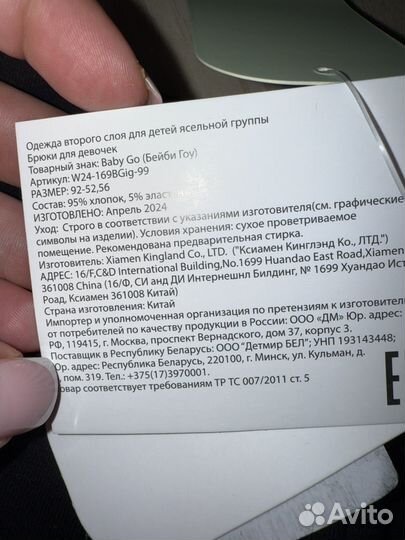 Одежда второго слоя для детей ясельной группы
Брюки для девочек
Товарный знак: Baby Go (Бейби Гоу)
Артикул: W24-169BGig-99
РАЗМЕР: 92-52,56
Состав: 95% хлопок, 5% эластан
ИЗГОТОВЛЕНО: Апрель 2024
Уход: Строго в соответствии с указаниями изготовителя(см. графические
символы на изделии). Условия хранения: сухое проветриваемое
помещение. Рекомендована предварительная стирка.
Изготовитель: Xiamen Kingland Co., LTD. ("Ксиамен Кинглэнд Ко., ЛТД.")
АДРЕС: 16/F,C&D International Building,No.1699 Huandao East Road,Xiamen
361008 China (16/Ф, СИ анд ДИ Интернешнл Билдинг, № 1699 Хуандао Ист
Роад, Ксиамен 361008 Китай)
Страна изготовления: Китай
Импортер и уполномоченная организация по претензиям к изготовителю
от потребителей по качеству продукции в России: ООО «ДМ» Юр. адрес:
РФ, 119415, г. Москва, проспект Вернадского, дом 37, корпус 3.
Поставщик в Республику Беларусь: ООО "Детмир БЕЛ"; УНП 193143448;
Юр. адрес: Республика Беларусь, 220100, г. Минск, ул. Кульман, д.
пом. 319. Тел.: +375(17)3970001.
овар соответствует требованиям ТР ТС 007/2011 ст. 5
E
Avito